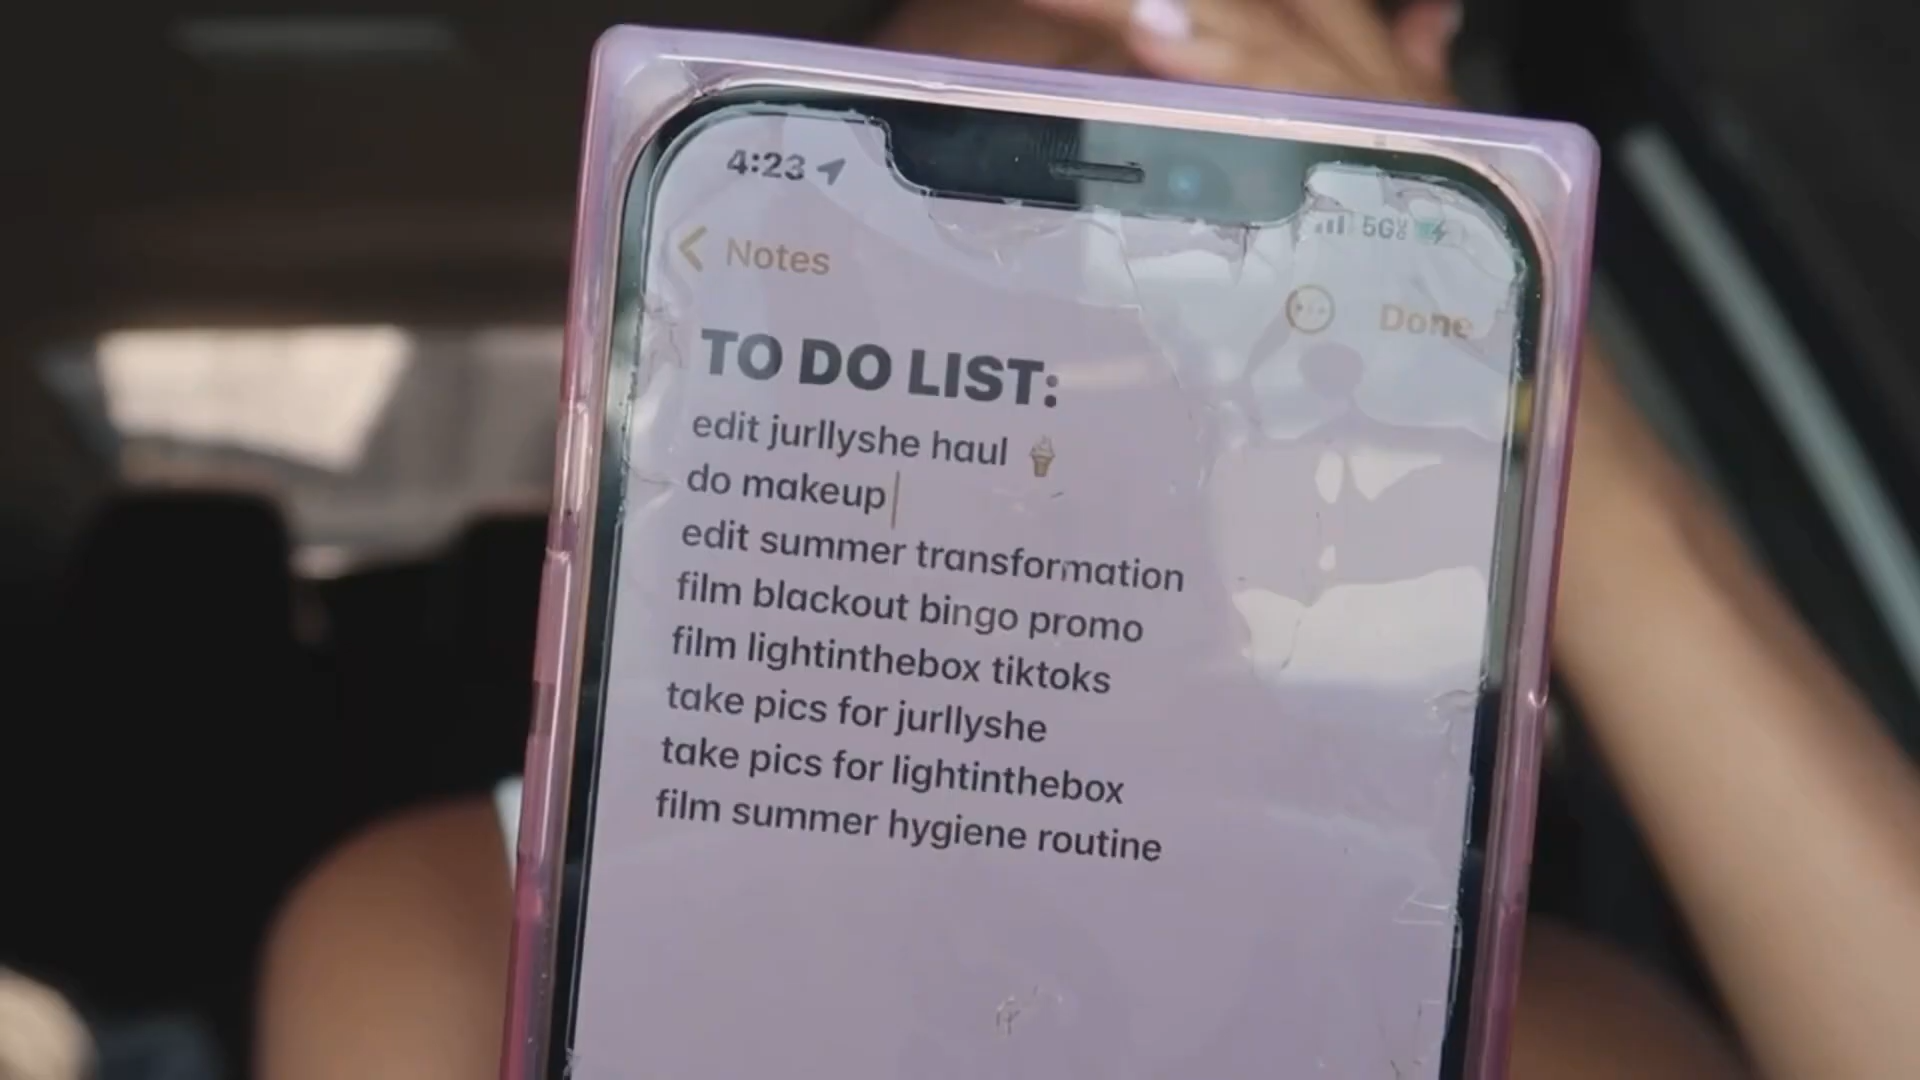 4:23
5G
Notes
Done
TO DO LIST:
edit jurllyshe haul 🍦
do makeup
edit summer transformation
film blackout bingo promo
film lightinthebox tiktoks
take pics for jurllyshe
take pics for lightinthebox
film summer hygiene routine